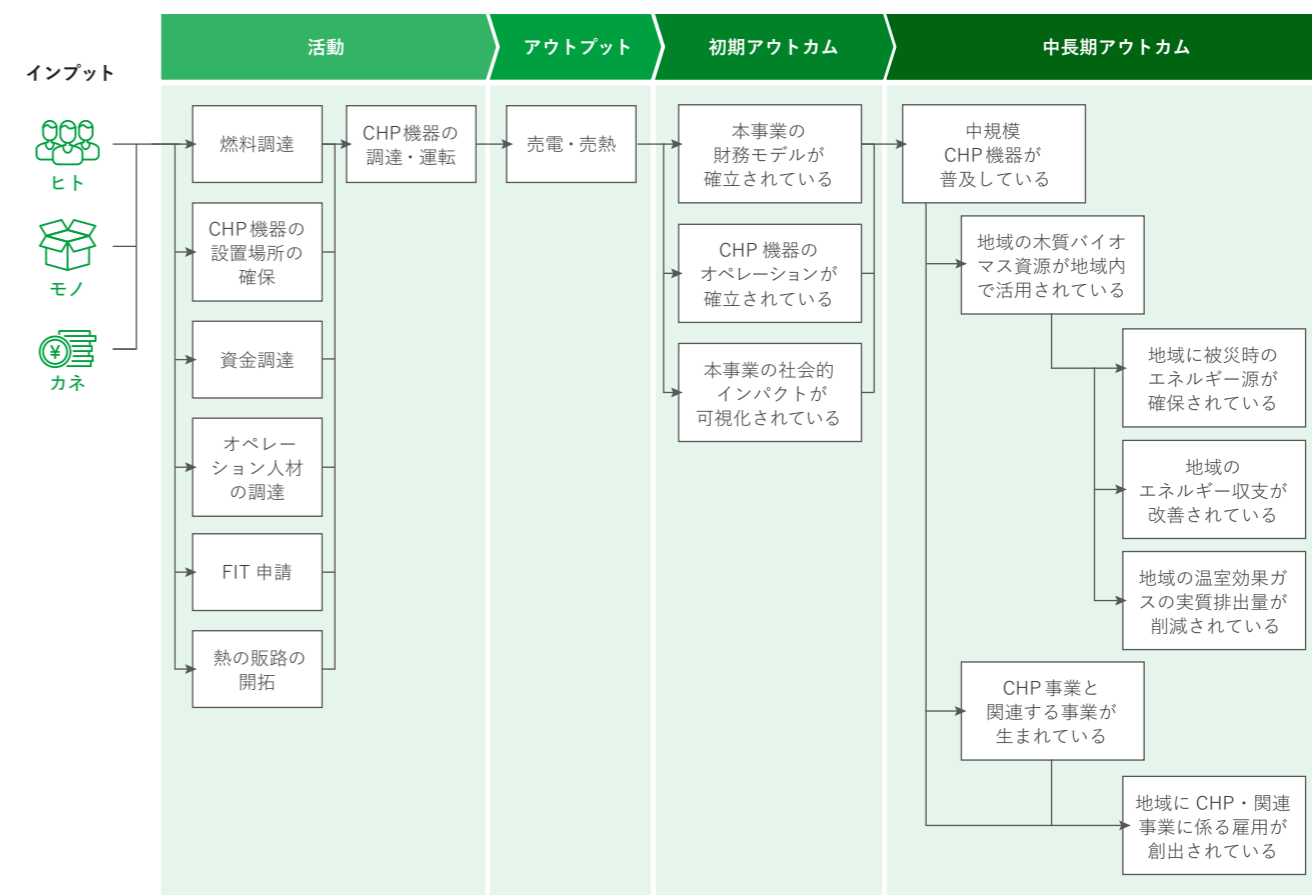 インプット
活動
アウトプット
初期アウトカム
中長期アウトカム
ヒト
モノ
¥
カネ
燃料調達
CHP機器の
設置場所の
確保
資金調達
オペレー
ション人材
の調達
FIT 申請
熱の販路の
開拓
CHP機器の
調達・運転
売電・売熱
本事業の
財務モデルが
確立されている
CHP 機器の
オペレーションが
確立されている
本事業の社会的
インパクトが
可視化されている
中規模
CHP機器が
普及している
地域の木質バイオ
マス資源が地域内
で活用されている
地域に被災時の
エネルギー源が
確保されている
地域の
エネルギー収支が
改善されている
地域の温室効果ガ
スの実質排出量が
削減されている
CHP事業と
関連する事業が
生まれている
地域に CHP・関連
事業に係る雇用が
創出されている